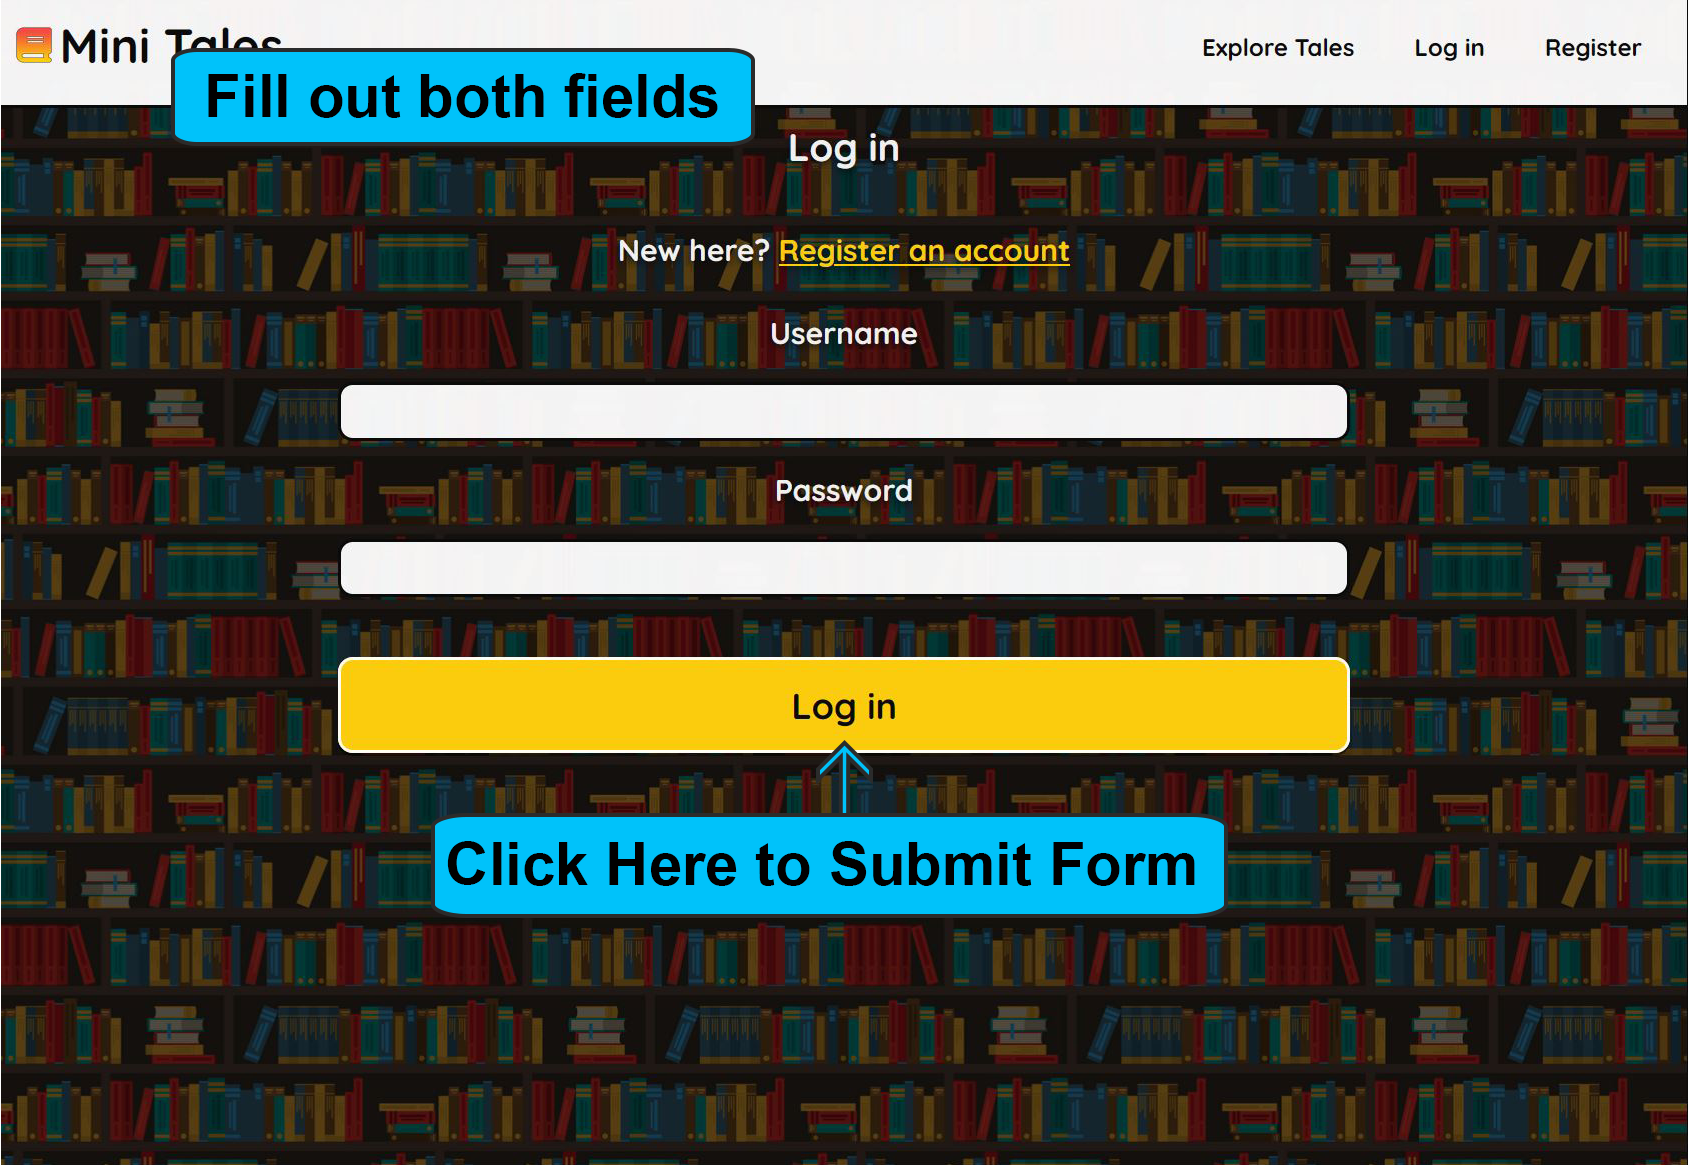 Mini Tales
Explore Tales
Log in
Register
Fill out both fields
Log in
New here? Register an account
Username
Password
Log in
Click Here to Submit Form